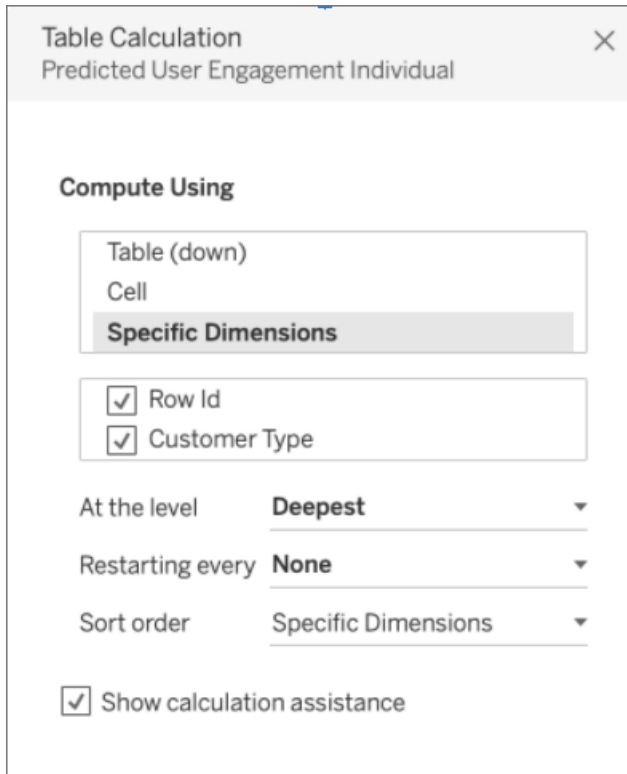 Table Calculation
Predicted User Engagement Individual
Compute Using
Table (down)
Cell
Specific Dimensions
Row Id
Customer Type
At the level Deepest
Restarting every None
Sort order Specific Dimensions
Show calculation assistance